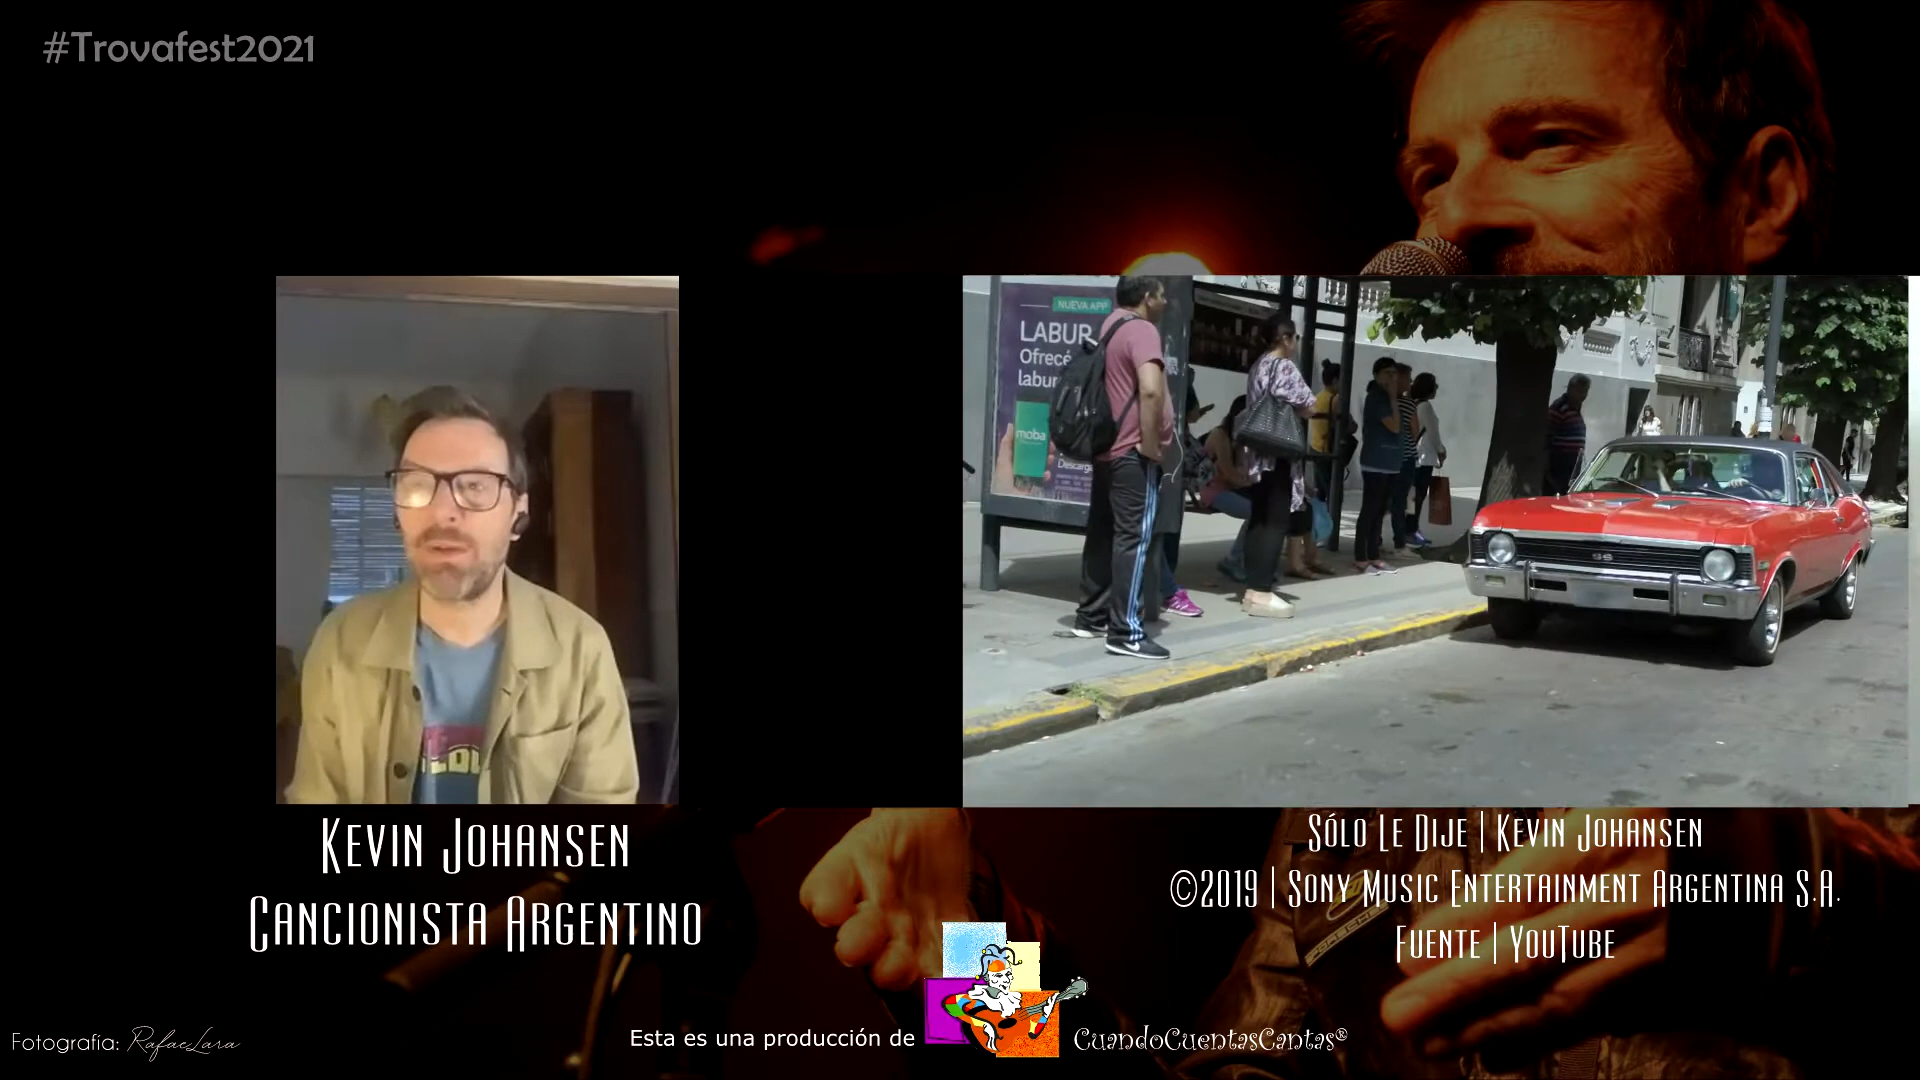 #Trovafest2021
NUEVA APP
LABUR
Ofrecé
labur
moba
Descarga
SS
Kevin Johansen
Cancionista Argentino
Sólo Le Dije | Kevin Johansen
©2019 | Sony Music Entertainment Argentina S.A.
Fuente | YouTube
Fotografía: RafaeLara
Esta es una producción de
CuandoCuentasCantas®